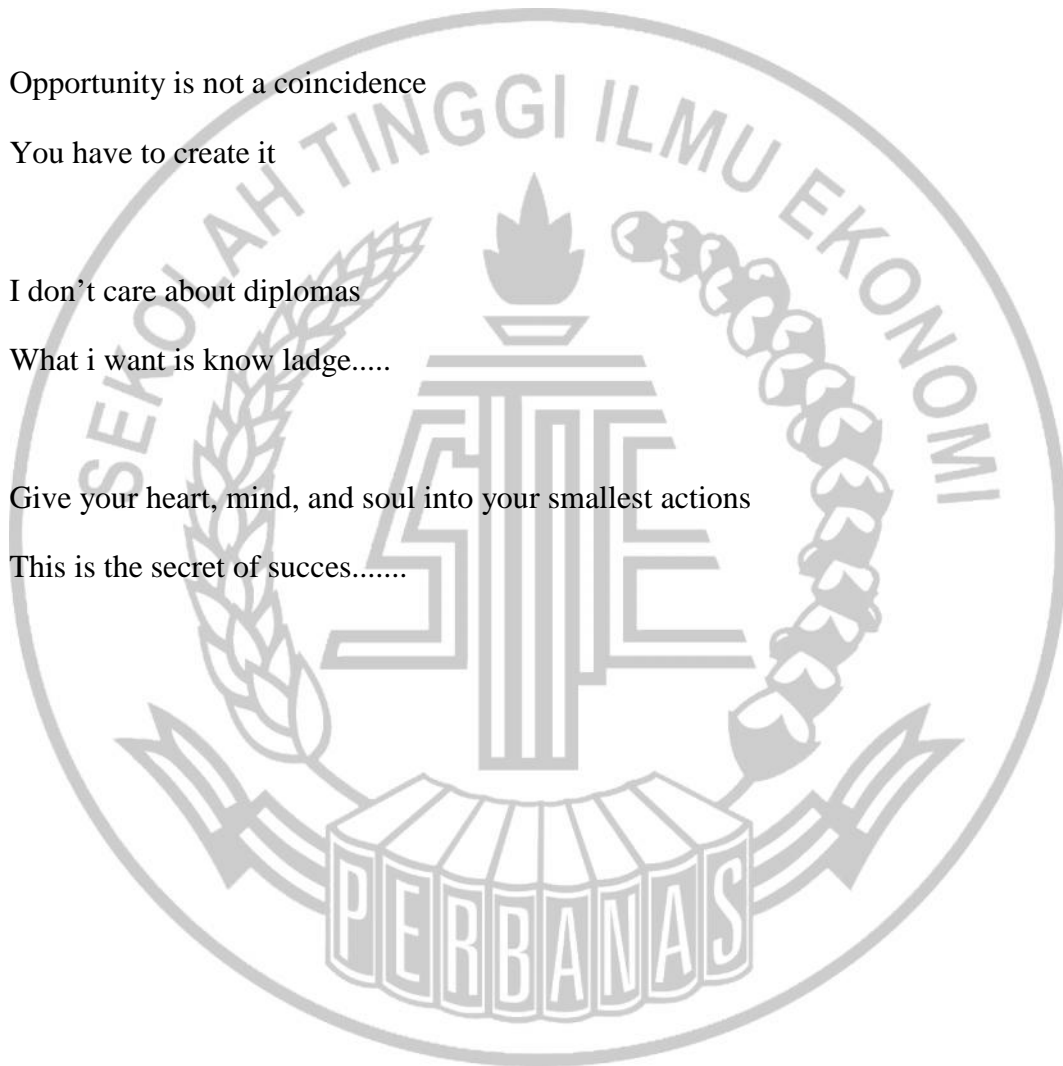 Opportunity is not a coincidence
You have to create it
I don't care about diplomas
What i want is know ladge.....
Give your heart, mind, and soul into your smallest actions
This is the secret of succes.......
SEKOLAH TINGGI ILMU EKONOMI
STIE
PERBANAS